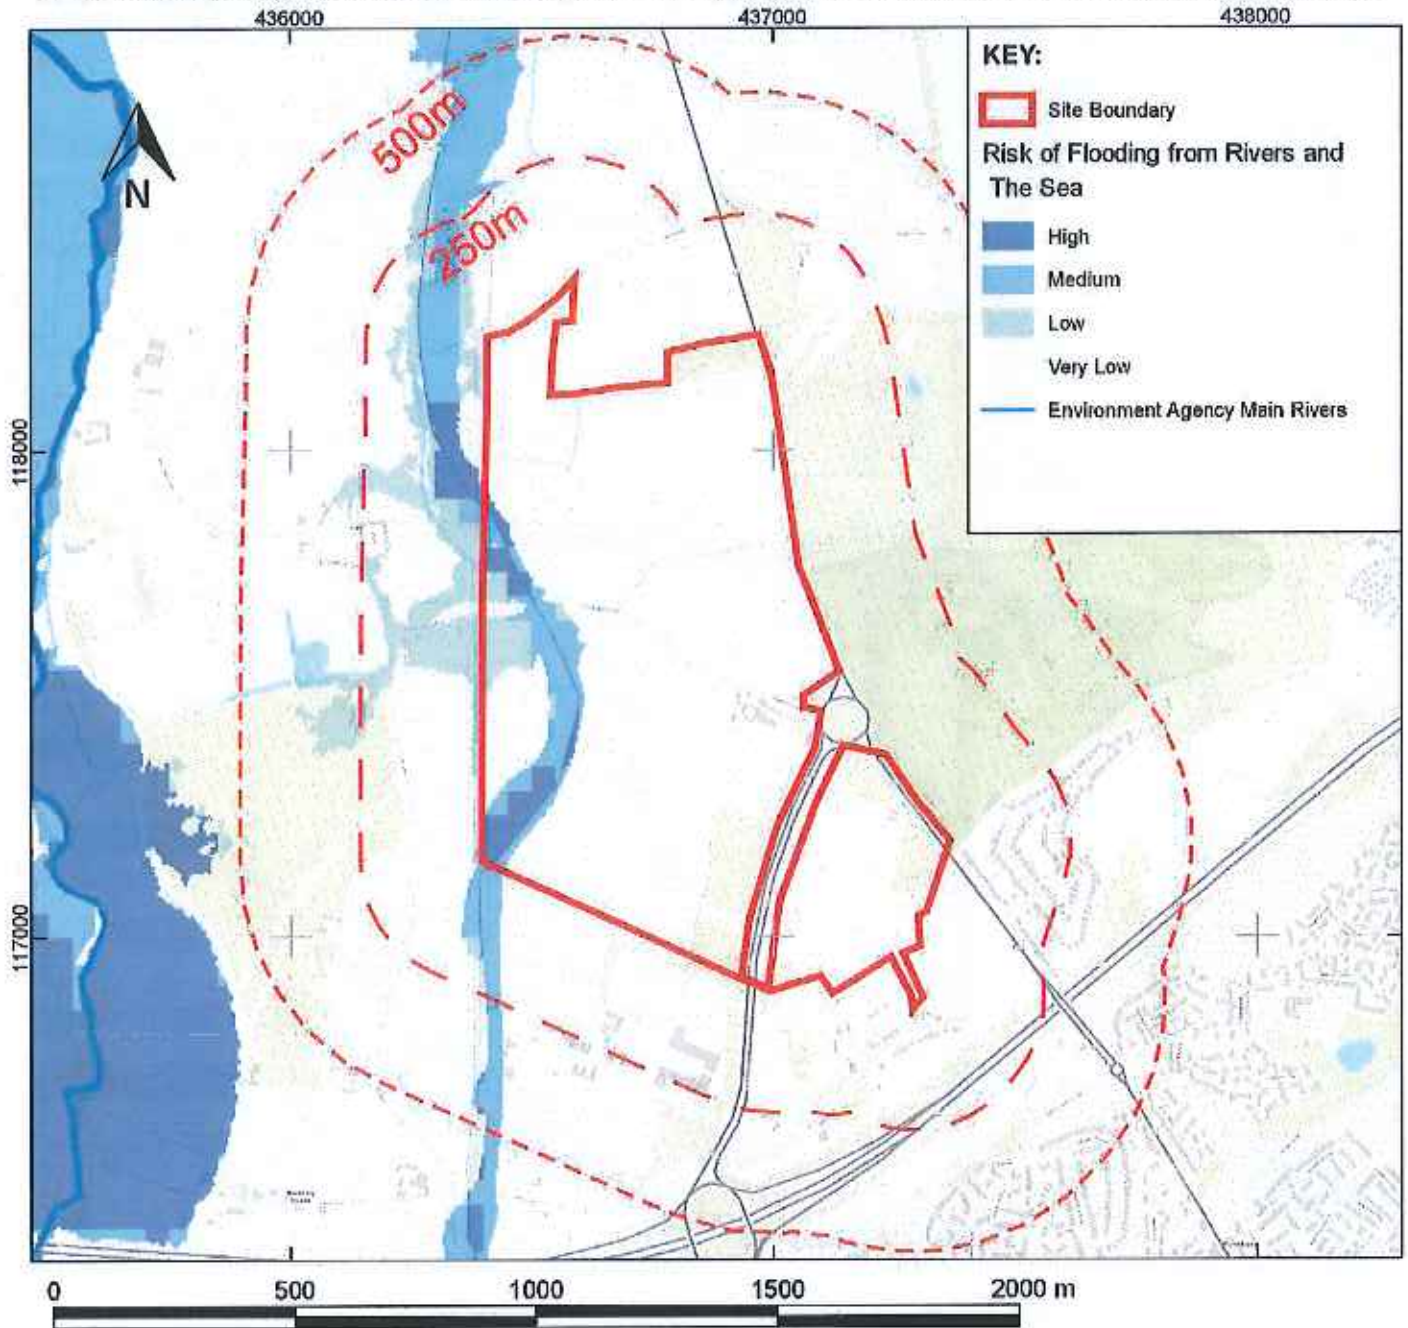 436000
437000
438000
KEY:
Site Boundary
Risk of Flooding from Rivers and
The Sea
High
Medium
Low
Very Low
Environment Agency Main Rivers
500m
250m
N
118000
117000
0
500
1000
1500
2000 m